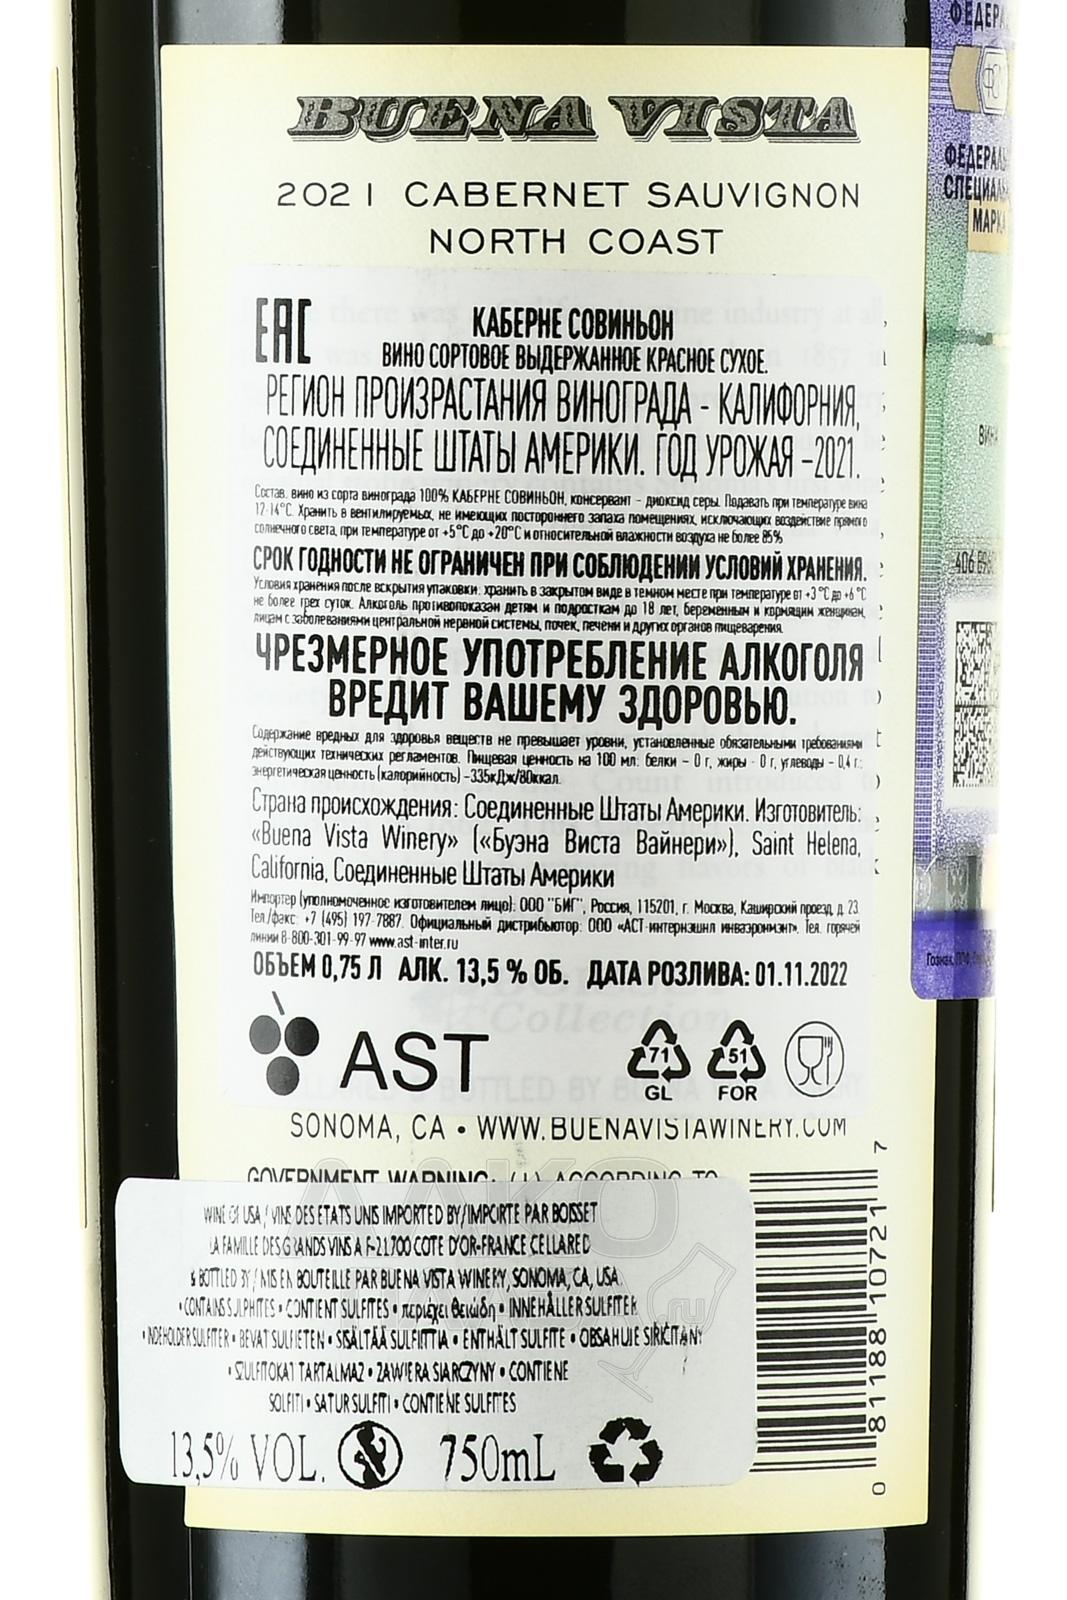 BUENA VISTA
2021 CABERNET SAUVIGNON
NORTH COAST
EAC
КАБЕРНЕ СОВИНЬОН
ВИНО СОРТОВОЕ ВЫДЕРЖАННОЕ КРАСНОЕ СУХОЕ.
РЕГИОН ПРОИЗРАСТАНИЯ ВИНОГРАДА - КАЛИФОРНИЯ,
СОЕДИНЕННЫЕ ШТАТЫ АМЕРИКИ. ГОД УРОЖАЯ –2021.
Состав: вино из сорта винограда 100% КАБЕРНЕ СОВИНЬОН, консервант - диоксид серы. Подавать при температуре вина
12-14°С. Хранить в вентилируемых, не имеющих постороннего запаха помещениях, исключающих воздействие прямого
солнечного света, при температуре от +5°С до +20°С и относительной влажности воздуха не более 85%
СРОК ГОДНОСТИ НЕ ОГРАНИЧЕН ПРИ СОБЛЮДЕНИИ УСЛОВИЙ ХРАНЕНИЯ.
Условия хранения после вскрытия упаковки: хранить в закрытом виде в темном месте при температуре от +3°С до +6°С
не более трех суток. Алкоголь противопоказан детям и подросткам до 18 лет, беременным и кормящим женщинам,
лицам с заболеваниями центральной нервной системы, почек, печени и других органов пищеварения.
ЧРЕЗМЕРНОЕ УПОТРЕБЛЕНИЕ АЛКОГОЛЯ
ВРЕДИТ ВАШЕМУ ЗДОРОВЬЮ.
Содержание вредных для здоровья веществ не превышает уровни, установленные обязательными требованиями
действующих технических регламентов. Пищевая ценность на 100 мл: белки – 0 г, жиры - 0 г, углеводы – 0,4 г.;
энергетическая ценность (калорийность) –335кДж/80ккал.
Страна происхождения: Соединенные Штаты Америки. Изготовитель:
«Buena Vista Winery» («Буэна Виста Вайнери»), Saint Helena,
California, Соединенные Штаты Америки
Импортер (уполномоченное изготовителем лицо): ООО "БИГ", Россия, 115201, г. Москва, Каширский проезд, д. 23.
Тел./факс: +7 (495) 197-7887. Официальный дистрибьютор: ООО «АСТ-интернэшнл инваэронмэнт». Тел. горячей
линии 8-800-301-99-97 www.ast-inter.ru
ОБЪЕМ 0,75 Л АЛК. 13,5 % ОБ. ДАТА РОЗЛИВА: 01.11.2022
AST
71
GL
51
FOR
SONOMA, CA • WWW.BUENAVISTAWINERY.COM
GOVERNMENT WARNING: (1) ACCORDING TO
WINE OF USA / VINS DES ETATS UNIS IMPORTED BY/IMPORTE PAR BOISSET
LA FAMILLE DES GRANDS VINS A F-21700 COTE D'OR-FRANCE CELLARED
& BOTTLED BY / MIS EN BOUTEILLE PAR BUENA VISTA WINERY, SONOMA, CA, USA.
• CONTAINS SULPHITES • CONTIENT SULFITES • περιέχει θειώδη • INNEHÅLLER SULFITER
• INDEHOLDER SULFITER • BEVAT SULFIETEN • SISÄLTÄÄ SULFIITTIA • ENTHÄLT SULFITE • OBSAHUJE SIŘIČITANY
• SZULFITOKAT TARTALMAZ • ZAWIERA SIARCZYNY • CONTIENE
SOLFITI • SATUR SULFITI • CONTIENE SULFITES
13,5% VOL. 750mL
0 81188 10721 7
ФЕДЕРАЛЬ
СПЕЦИАЛЬ
МАРКА